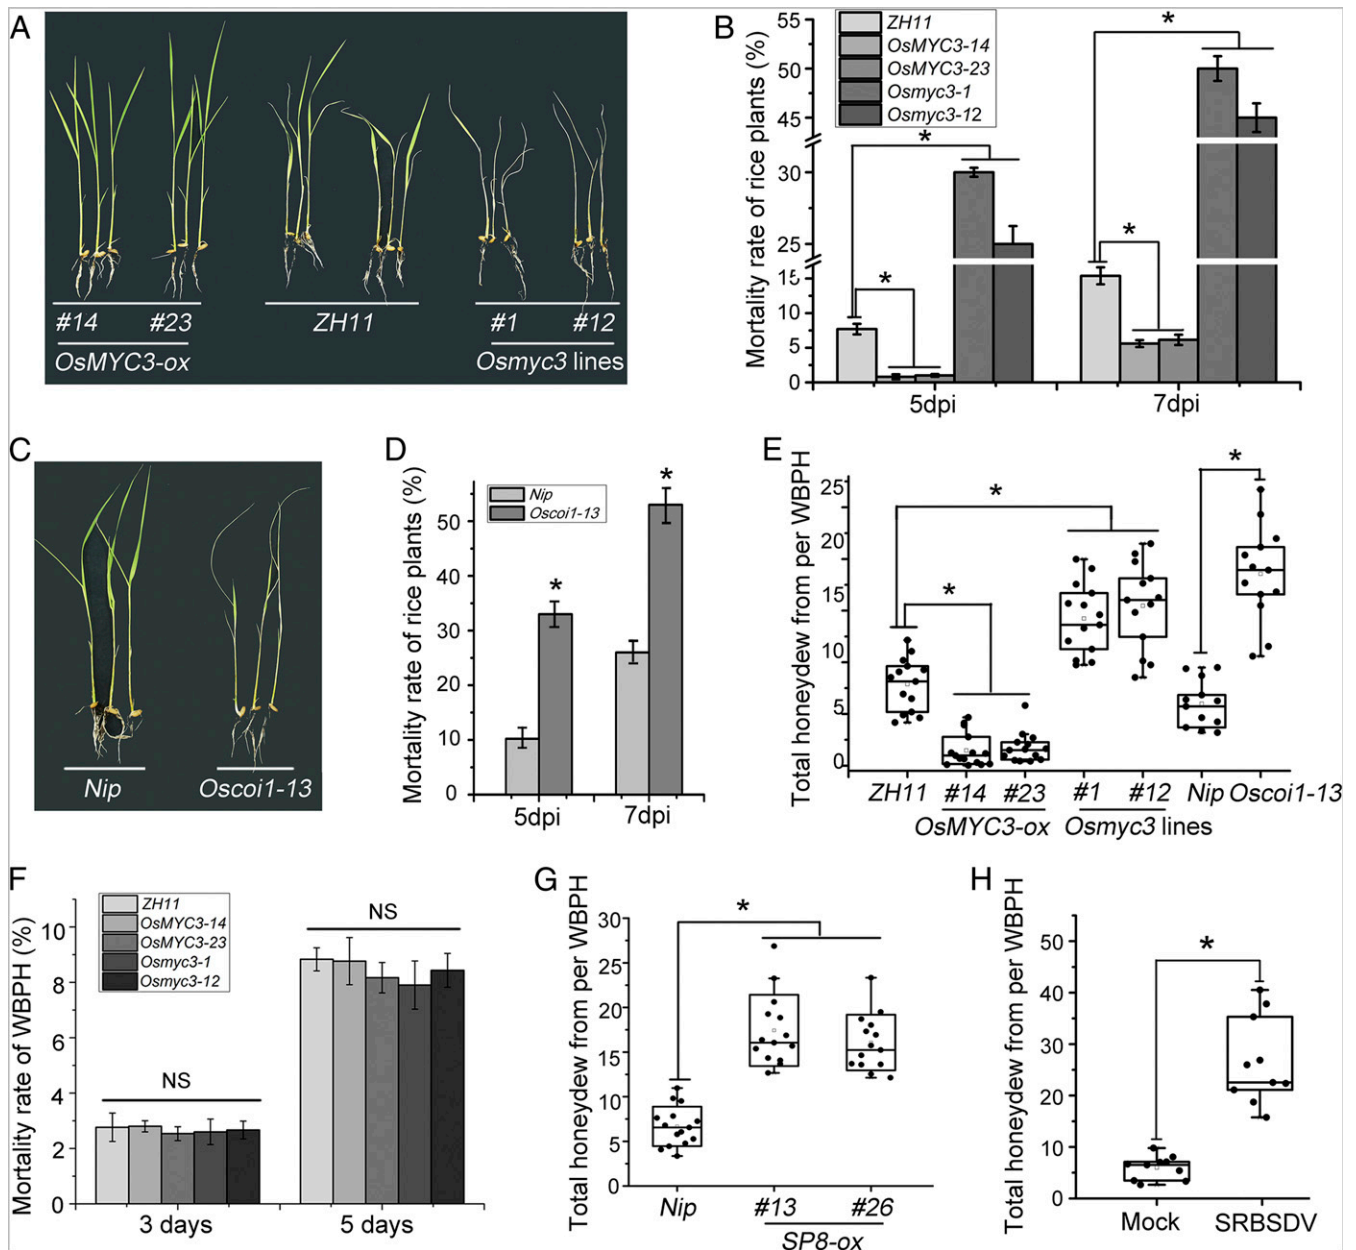 A
#14 #23 ZH11 #1 #12
OsMYC3-ox Osmyc3 lines
B
Mortality rate of rice plants (%)
55
50
45
30
25
15
10
5
0
ZH11
OsMYC3-14
OsMYC3-23
Osmyc3-1
Osmyc3-12
* * * *
5dpi 7dpi
C
Nip Oscoi1-13
D
Mortality rate of rice plants (%)
50
40
30
20
10
0
Nip
Oscoi1-13
* *
5dpi 7dpi
E
Total honeydew from per WBPH
25
20
15
10
5
0
* * *
ZH11 #14 #23 #1 #12 Nip Oscoi1-13
OsMYC3-ox Osmyc3 lines
F
Mortality rate of WBPH (%)
10
8
6
4
2
0
ZH11
OsMYC3-14
OsMYC3-23
Osmyc3-1
Osmyc3-12
NS NS
3 days 5 days
G
Total honeydew from per WBPH
30
25
20
15
10
5
0
*
Nip #13 #26
SP8-ox
H
Total honeydew from per WBPH
50
40
30
20
10
0
*
Mock SRBSDV